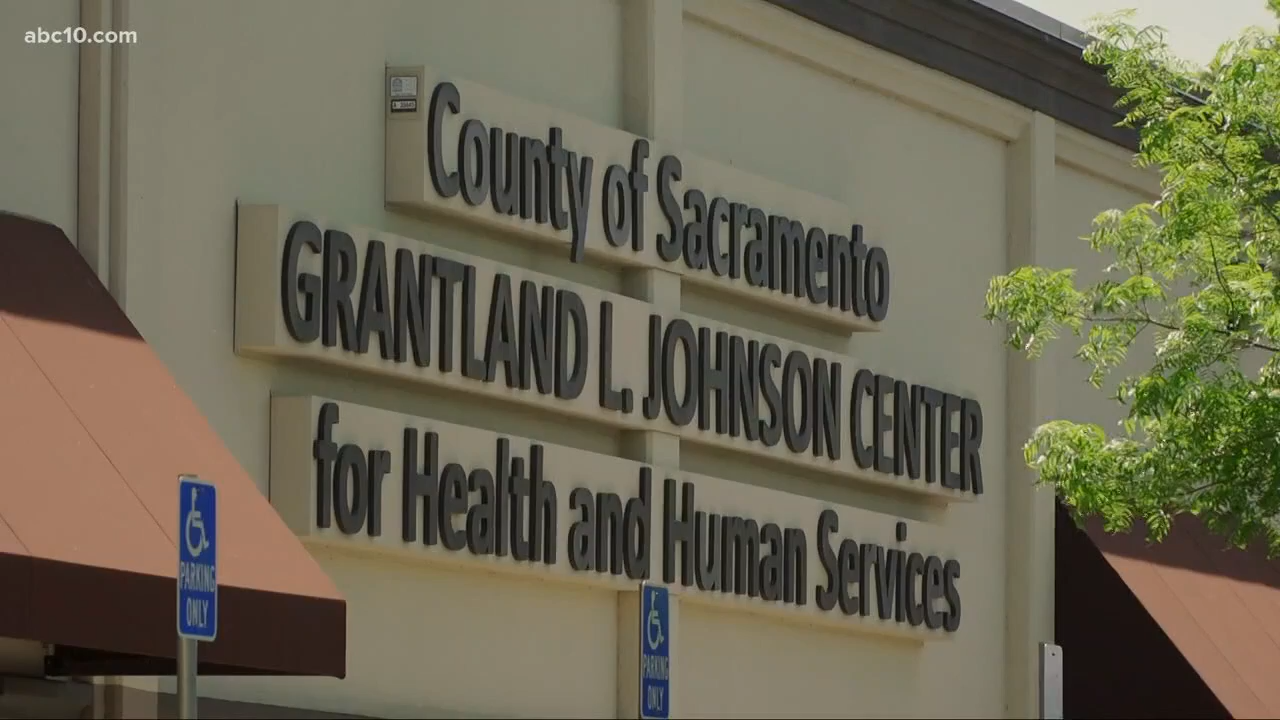 abc10.com
County of Sacramento
GRANTLAND L. JOHNSON CENTER
for Health and Human Services
PARKING
ONLY
PARKING
ONLY